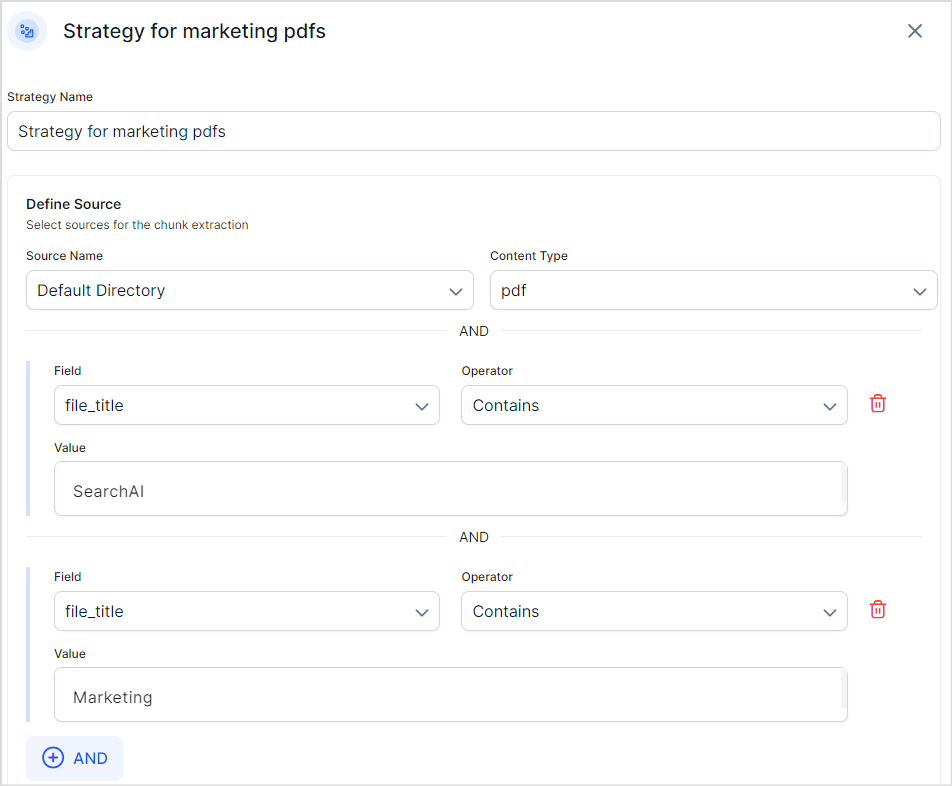 Strategy for marketing pdfs
Strategy Name
Strategy for marketing pdfs
Define Source
Select sources for the chunk extraction
Source Name Content Type
Default Directory pdf
AND
Field Operator
file_title Contains
Value
SearchAI
AND
Field Operator
file_title Contains
Value
Marketing
AND